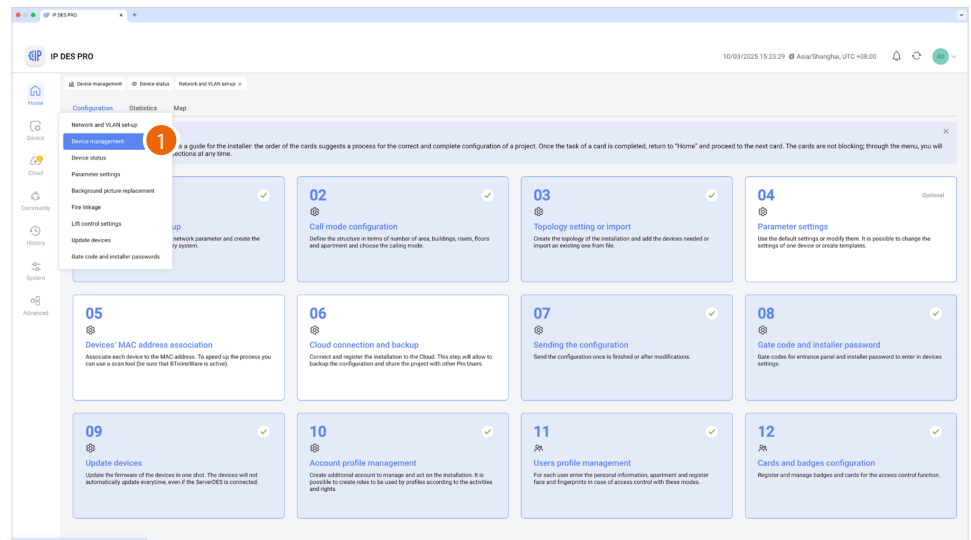 IP DES PRO
IP DES PRO
10/03/2025 15:23:29 Asia/Shanghai, UTC +08:00
AD
Device management
Device status
Network and VLAN set-up
Home
Device
Cloud
Community
History
System
Advanced
Configuration
Statistics
Map
Network and VLAN set-up
Device management
1
Device status
Parameter settings
Background picture replacement
Fire linkage
Lift control settings
Update devices
Gate code and installer passwords
s a guide for the installer: the order of the cards suggests a process for the correct and complete configuration of a project. Once the task of a card is completed, return to "Home" and proceed to the next card. The cards are not blocking; through the menu, you will
ections at any time.
up
network parameter and create the
ry system.
02
Call mode configuration
Define the structure in terms of number of area, buildings, risers, floors
and apartment and choose the calling mode.
03
Topology setting or import
Create the topology of the installation and add the devices needed or
import an existing one from file.
04
Optional
Parameter settings
Use the default settings or modify them. It is possible to change the
settings of one device or create templates.
05
Devices' MAC address
association
Associate each device to the MAC address. To speed up the process you
can use a scan tool (be sure that BTicinoWare is active).
06
Cloud connection and backup
Connect and register the installation to the Cloud. This step will allow to
backup the configuration and share the project with other Pro Users.
07
Sending the configuration
Send the configuration once is finished or after modifications.
08
Gate code and installer password
Gate codes for entrance panel and installer password to enter in devices
settings.
09
Update devices
Update the firmware of the devices in one shot. The devices will not
automatically update everytime, even if the ServerDES is connected.
10
Account profile management
Create additional account to manage and act on the installation. It is
possible to create roles to be used by profiles according to the activities
and rights.
11
Users profile management
For each user enter the personal information, apartment and register
face and fingerprints in case of access control with these modes.
12
Cards and badges configuration
Register and manage badges and cards for the access control function.